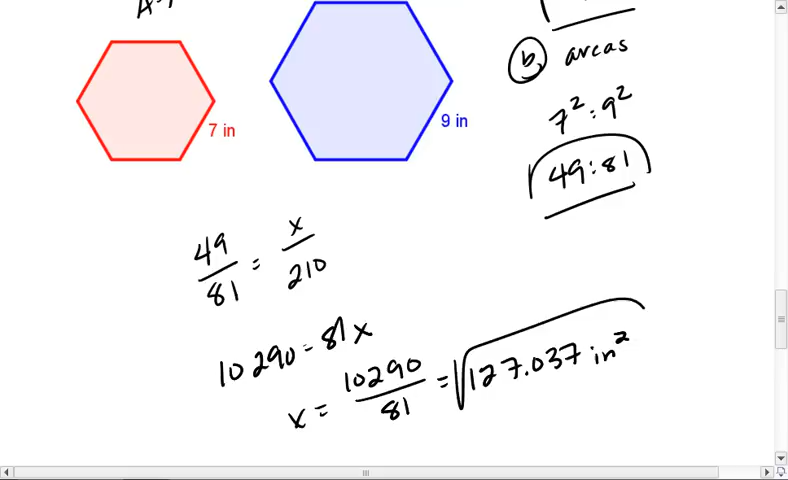 7 in
9 in
b. areas
7² : 9²
49 : 81
49/81 = x/210
10290 = 81x
x = 10290/81 = 127.037 in²